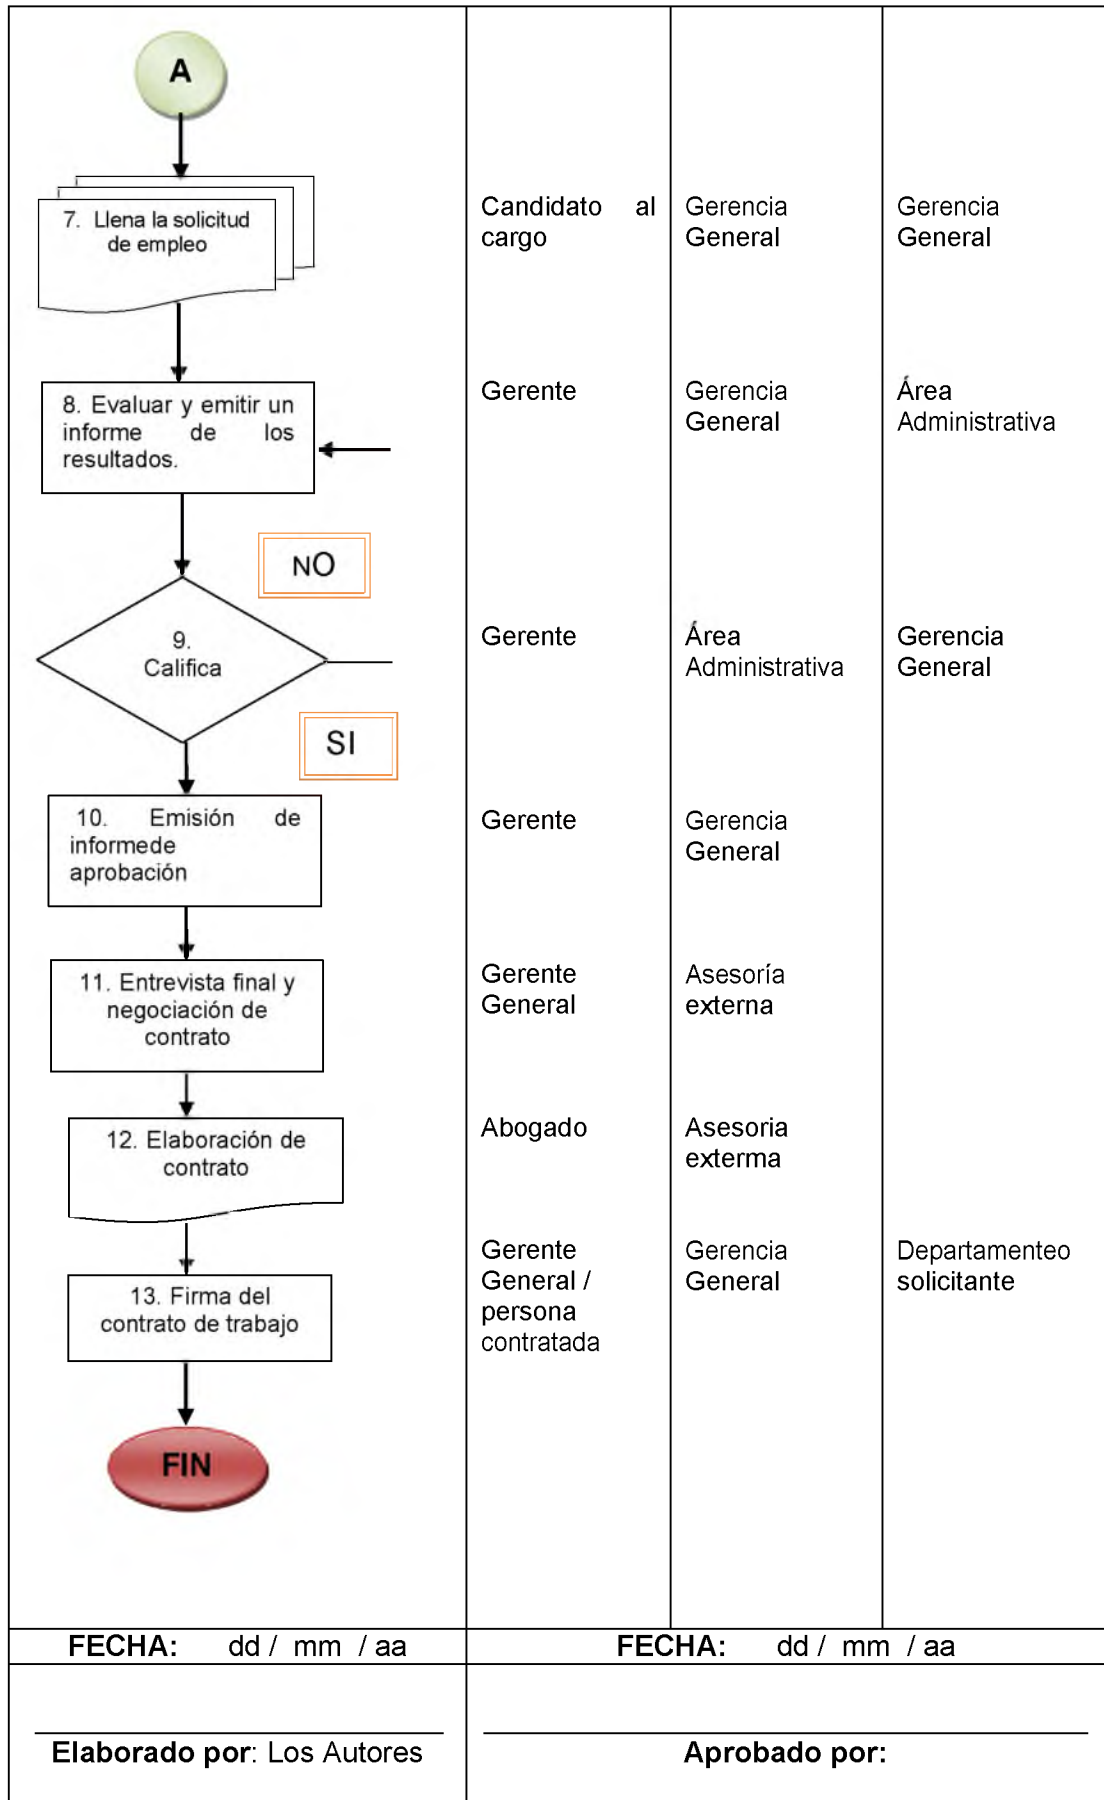 A
7. Llena la solicitud
de empleo
Candidato al
cargo
Gerencia
General
Gerencia
General
8. Evaluar y emitir un
informe de los
resultados.
Gerente
Gerencia
General
Área
Administrativa
NO
9.
Califica
Gerente
Área
Administrativa
Gerencia
General
SI
10. Emisión de
informede
aprobación
Gerente
Gerencia
General
11. Entrevista final y
negociación de
contrato
Gerente
General
Asesoría
externa
12. Elaboración de
contrato
Abogado
Asesoria
exterma
13. Firma del
contrato de trabajo
Gerente
General /
persona
contratada
Gerencia
General
Departamenteo
solicitante
FIN
FECHA: dd / mm / aa
FECHA: dd / mm / aa
Elaborado por: Los Autores
Aprobado por: